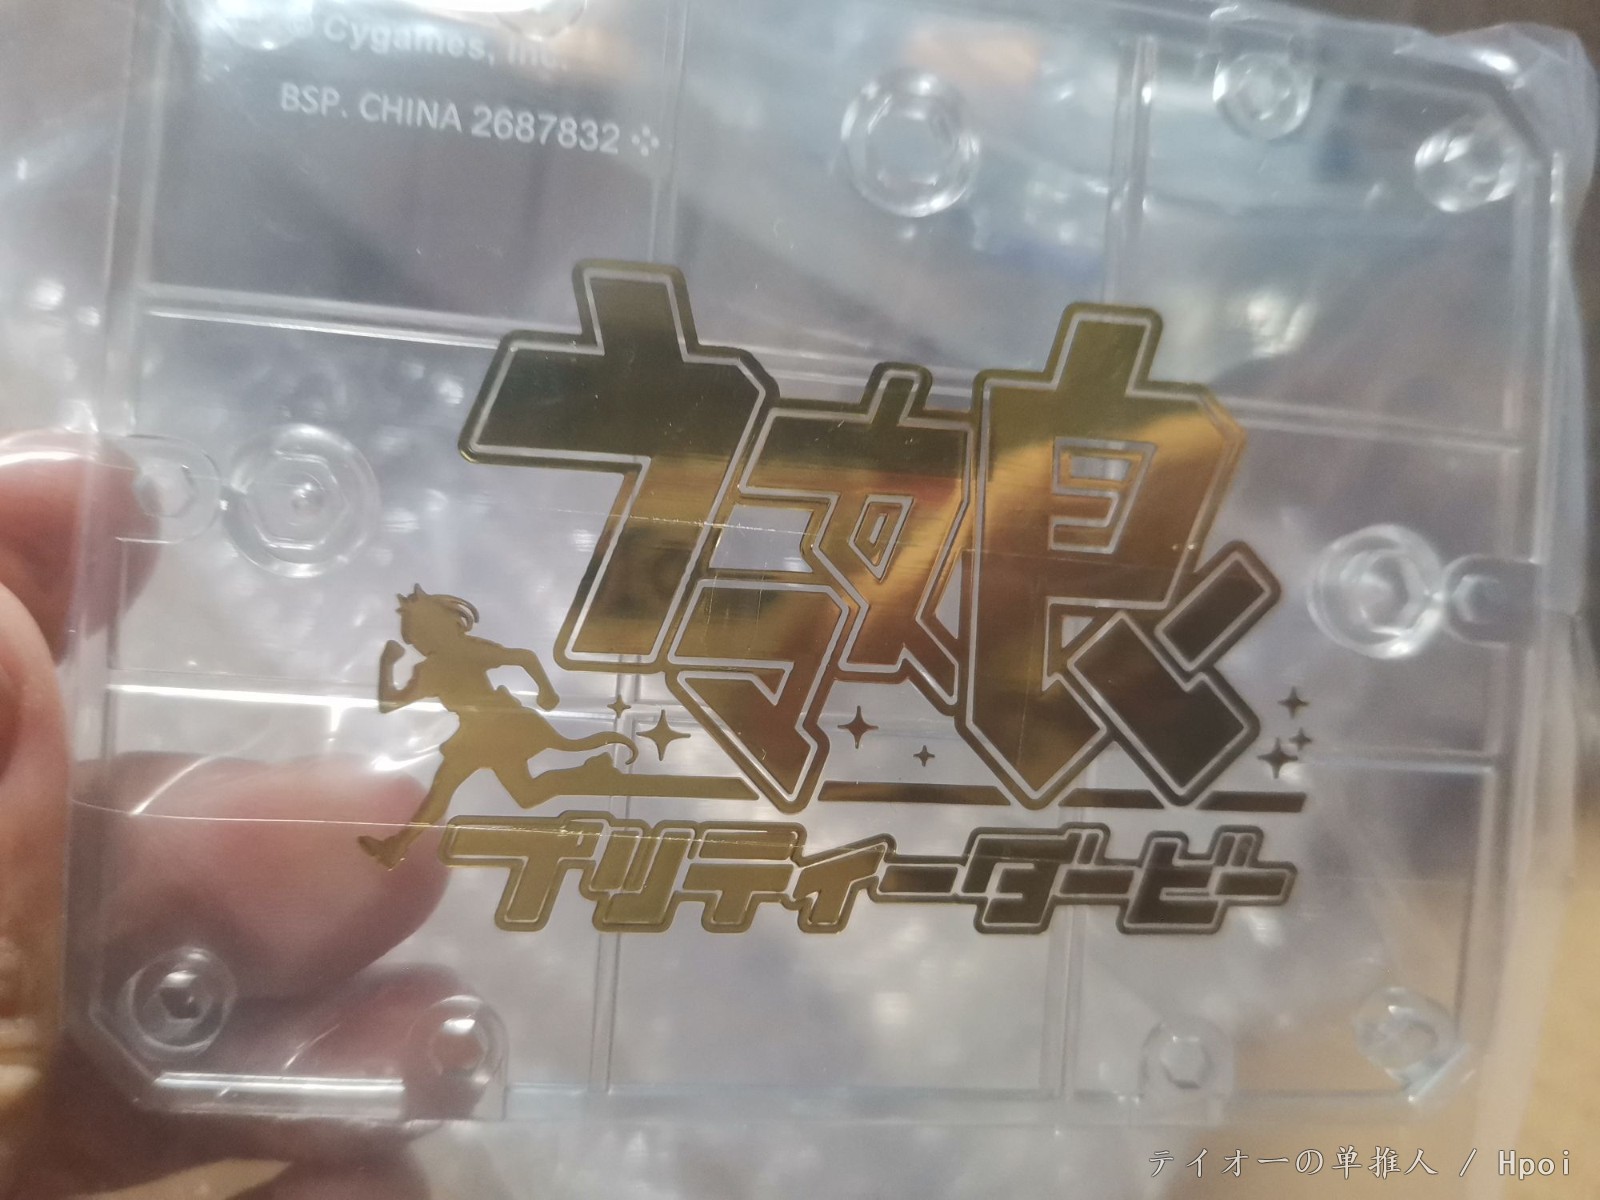 © Cygames, Inc.
BSP. CHINA 2687832
ウマ娘
プリティーダービー
テイオーの单推人 / Hpoi